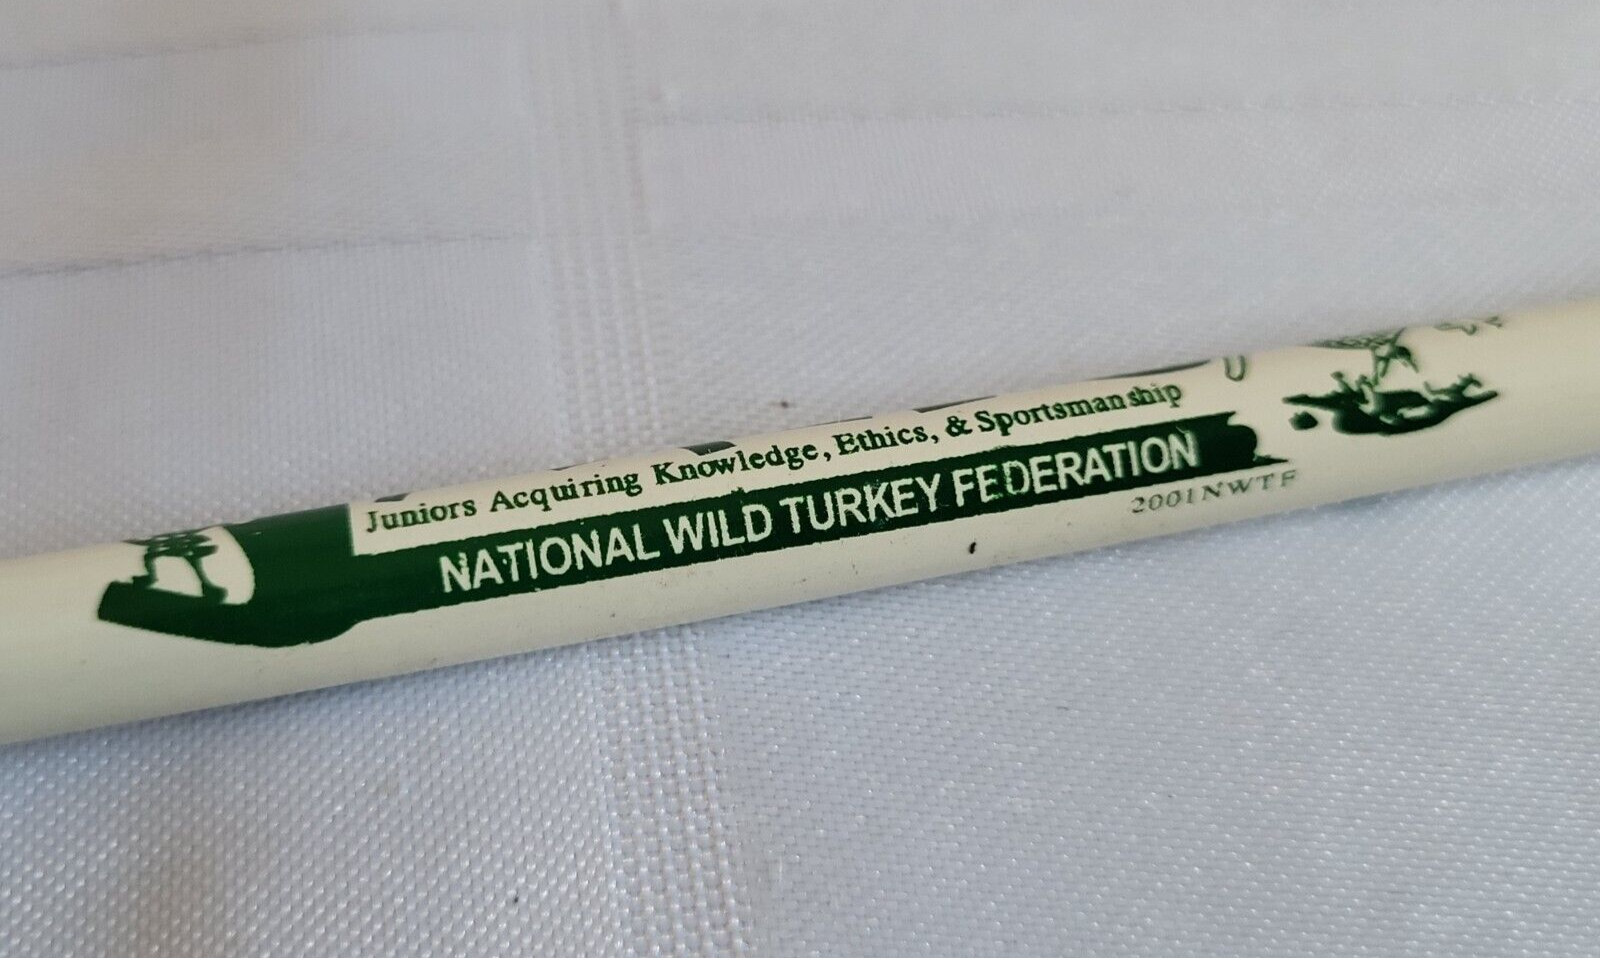 Juniors Acquiring Knowledge, Ethics, & Sportsmanship
NATIONAL WILD TURKEY FEDERATION
2001NWTF